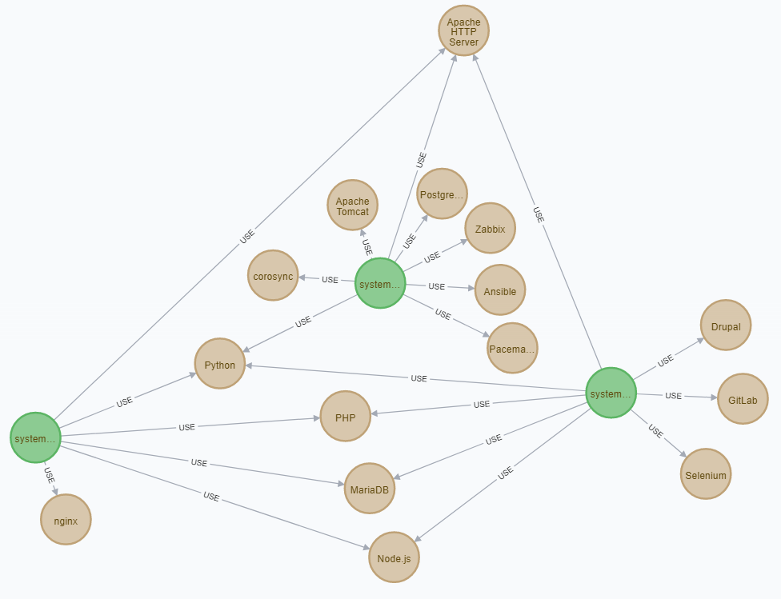 Apache
HTTP
Server
USE
USE
USE
Apache
Tomcat
Postgre...
Zabbix
USE
USE
USE
corosync
USE
system...
USE
Ansible
USE
USE
Pacema...
Drupal
USE
Python
USE
system...
USE
GitLab
USE
PHP
USE
USE
USE
system...
USE
USE
USE
Selenium
USE
MariaDB
USE
USE
nginx
Node.js